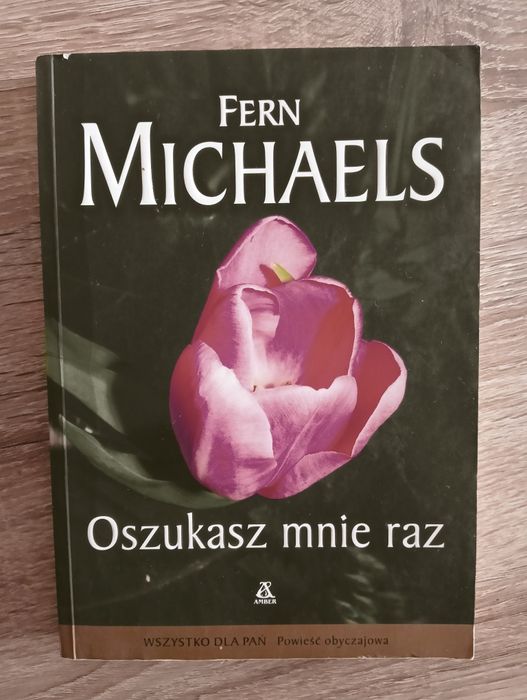 FERN
MICHAELS
Oszukasz mnie raz
AMBER
WSZYSTKO DLA PAŃ Powieść obyczajowa